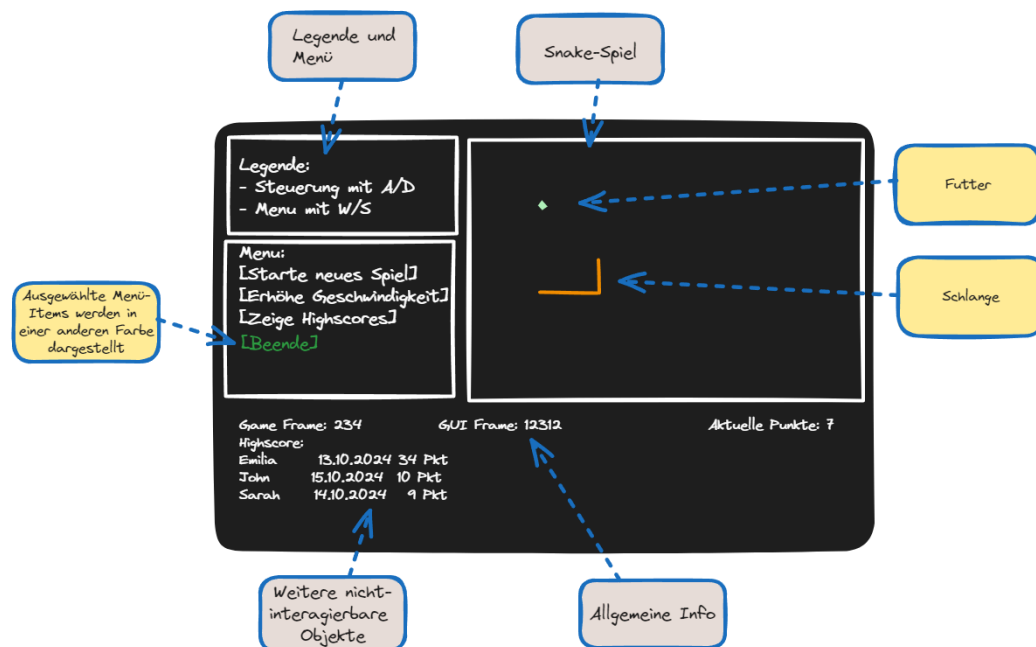 Legende und
Menü
Snake-Spiel
Legende:
- Steuerung mit A/D
- Menu mit W/S
Futter
Menu:
[Starte neues Spiel]
[Erhöhe Geschwindigkeit]
[Zeige Highscores]
[Beende]
Schlange
Ausgewählte Menü-
Items werden in
einer anderen Farbe
dargestellt
Game Frame: 234 GUI Frame: 12312 Aktuelle Punkte: 7
Highscore:
Emilia 13.10.2024 34 Pkt
John 15.10.2024 10 Pkt
Sarah 14.10.2024 9 Pkt
Weitere nicht-
interagierbare
Objekte
Allgemeine Info